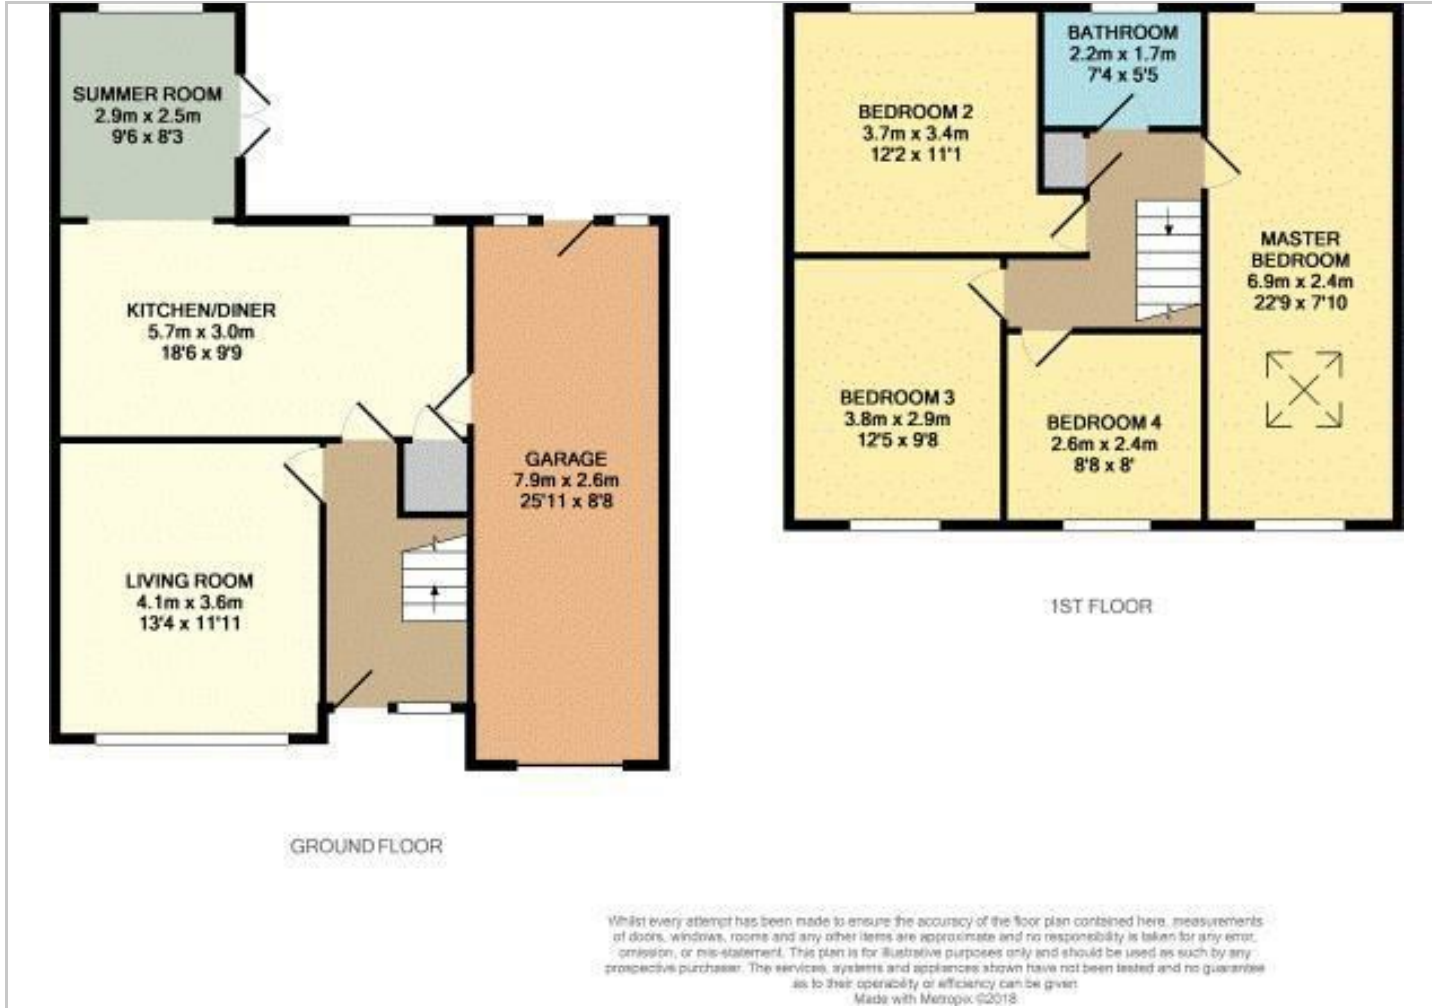 SUMMER ROOM
2.9m x 2.5m
9'6 x 8'3
KITCHEN/DINER
5.7m x 3.0m
18'6 x 9'9
LIVING ROOM
4.1m x 3.6m
13'4 x 11'11
GARAGE
7.9m x 2.6m
25'11 x 8'8
GROUND FLOOR
BEDROOM 2
3.7m x 3.4m
12'2 x 11'1
BATHROOM
2.2m x 1.7m
7'4 x 5'5
MASTER
BEDROOM
6.9m x 2.4m
22'9 x 7'10
BEDROOM 3
3.8m x 2.9m
12'5 x 9'8
BEDROOM 4
2.6m x 2.4m
8'8 x 8'
1ST FLOOR
Whilst every attempt has been made to ensure the accuracy of the floor plan contained here, measurements
of doors, windows, rooms and any other items are approximate and no responsibility is taken for any error,
omission, or mis-statement. This plan is for illustrative purposes only and should be used as such by any
prospective purchaser. The services, systems and appliances shown have not been tested and no guarantee
as to their operability or efficiency can be given
Made with Metropix ©2018